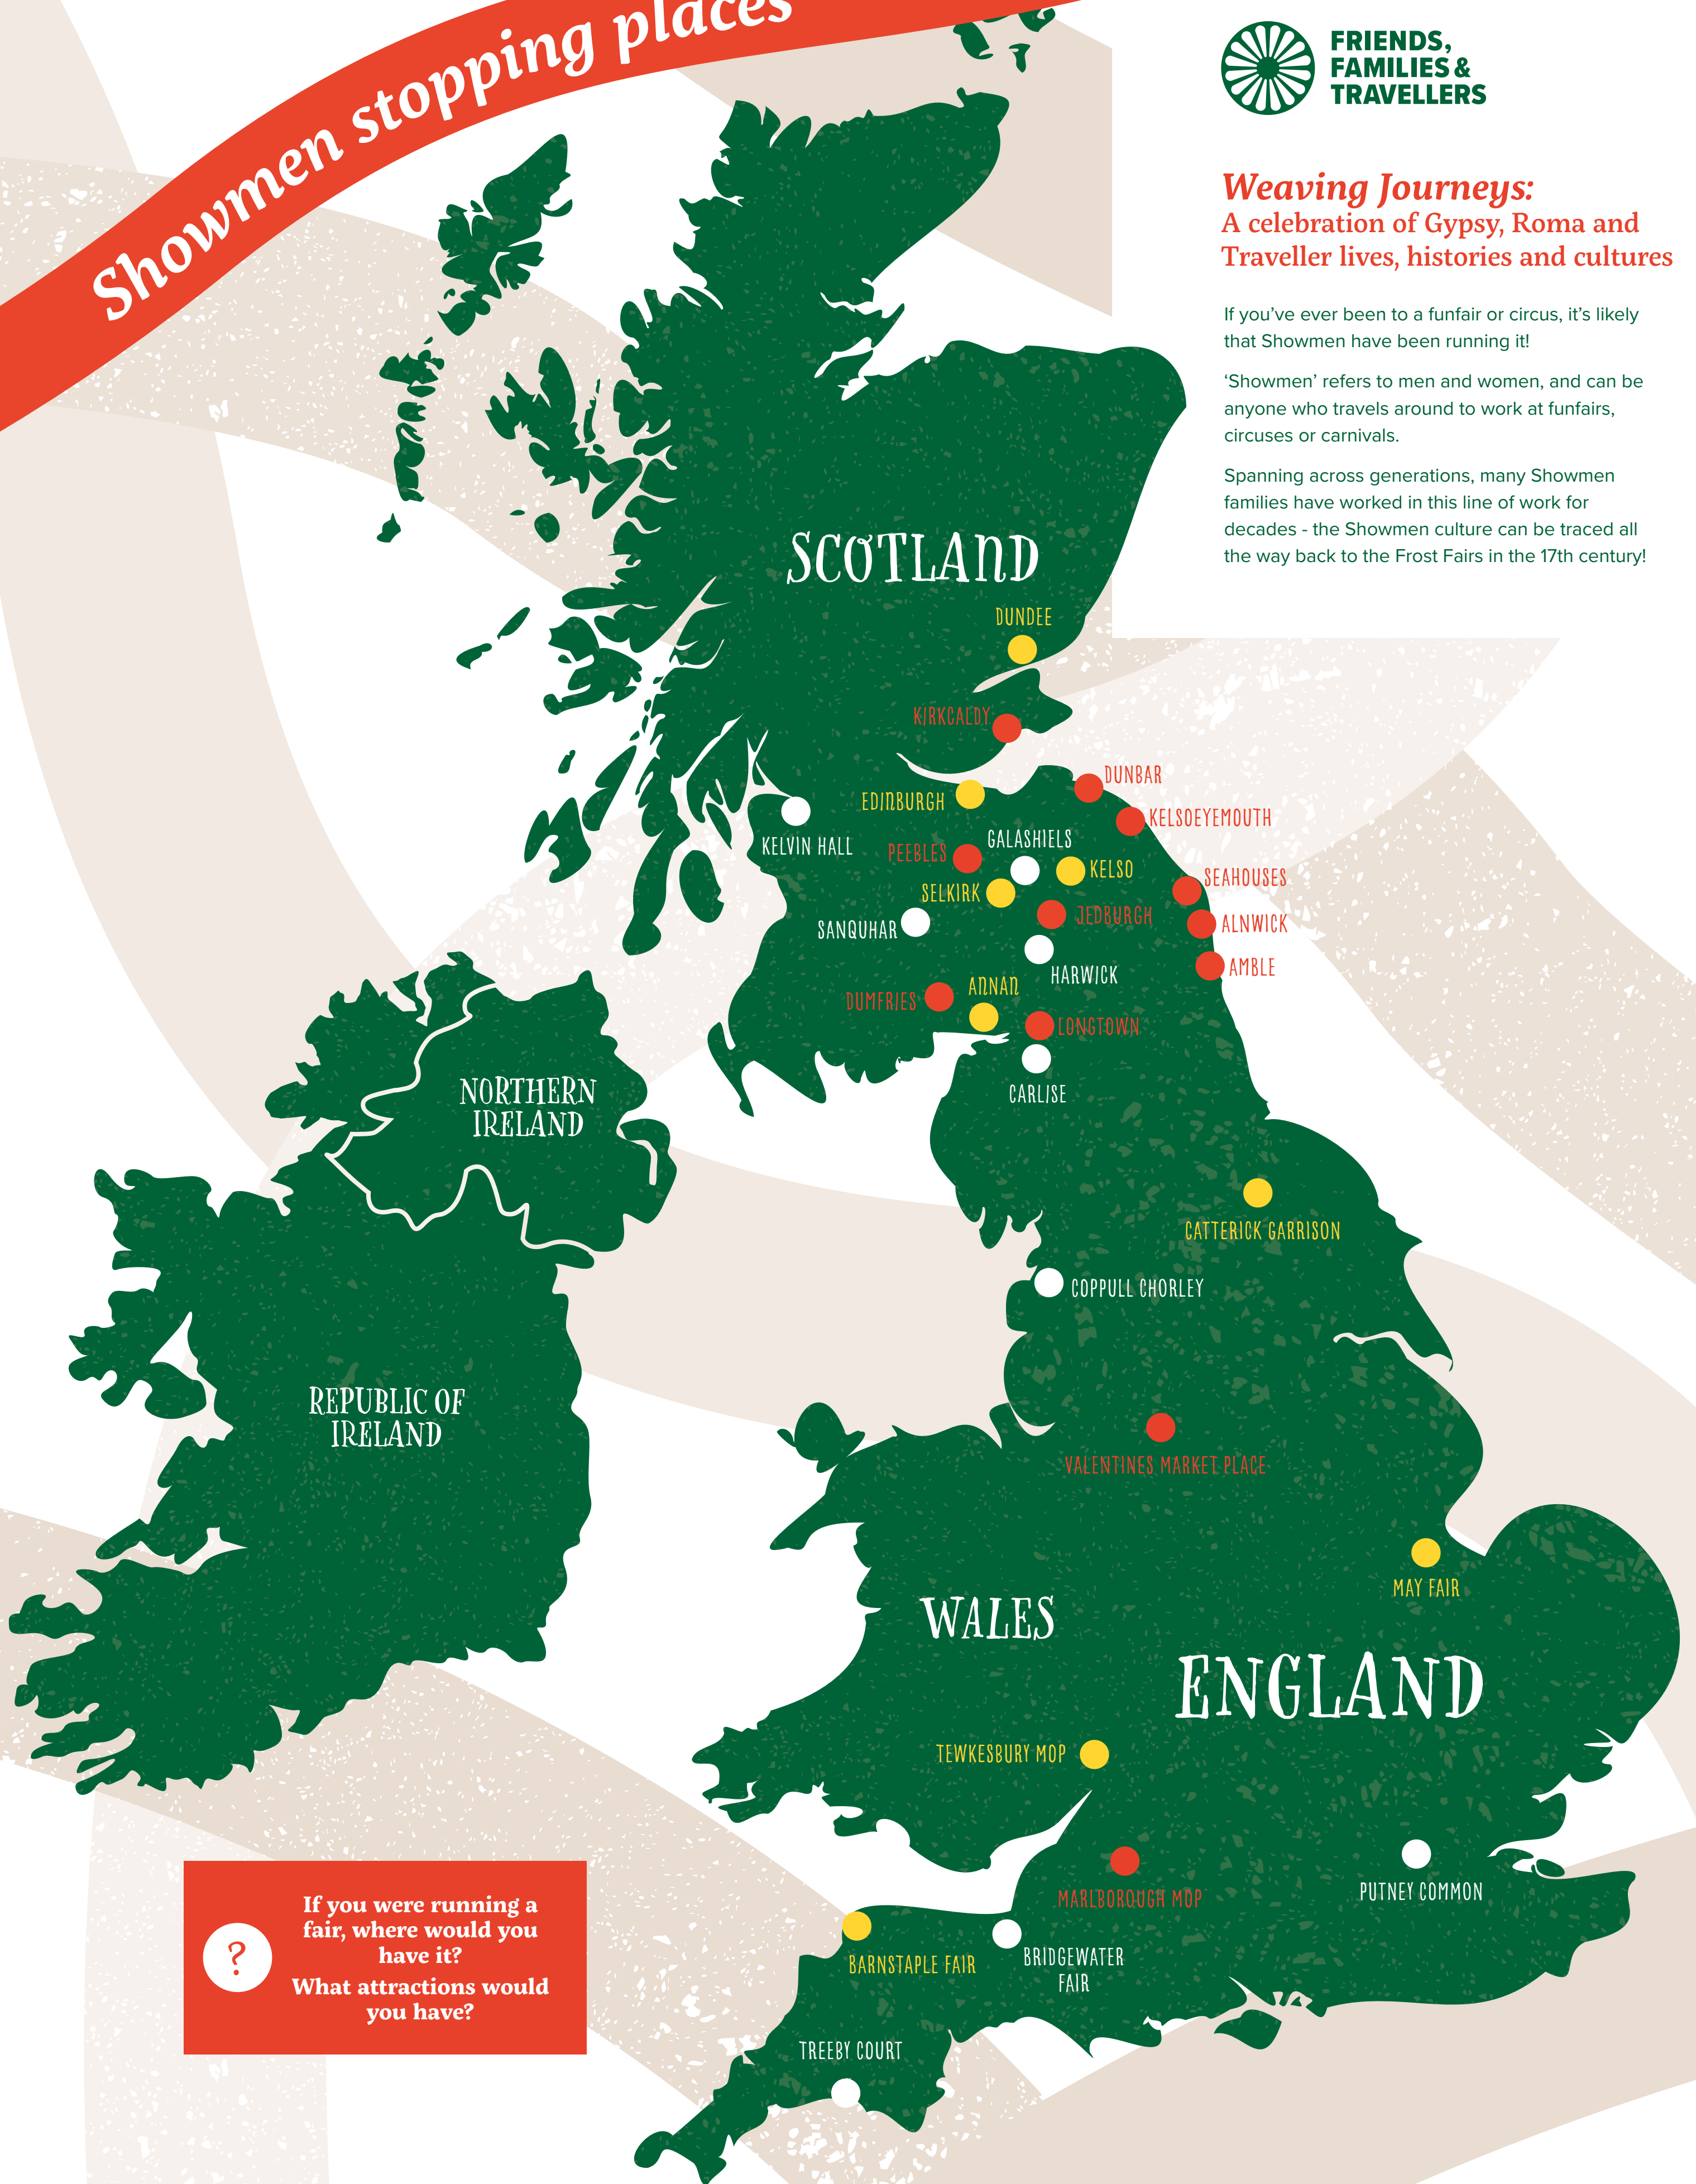 Showmen stopping places
FRIENDS,
FAMILIES &
TRAVELLERS
Weaving Journeys:
A celebration of Gypsy, Roma and
Traveller lives, histories and cultures
If you’ve ever been to a funfair or circus, it’s likely
that Showmen have been running it!
‘Showmen’ refers to men and women, and can be
anyone who travels around to work at funfairs,
circuses or carnivals.
Spanning across generations, many Showmen
families have worked in this line of work for
decades - the Showmen culture can be traced all
the way back to the Frost Fairs in the 17th century!
SCOTLAND
DUNDEE
KIRKCALDY
DUNBAR
EDINBURGH
KELSOEYEMOUTH
GALASHIELS
KELVIN HALL
PEEBLES
KELSO
SEAHOUSES
SELKIRK
JEDBURGH
ALNWICK
SANQUHAR
AMBLE
HARWICK
ANNAN
DUMFRIES
LONGTOWN
CARLISE
NORTHERN
IRELAND
CATTERICK GARRISON
COPPULL CHORLEY
REPUBLIC OF
IRELAND
VALENTINES MARKET PLACE
MAY FAIR
WALES
ENGLAND
TEWKESBURY MOP
PUTNEY COMMON
MARLBOROUGH MOP
BARNSTAPLE FAIR
BRIDGEWATER
FAIR
TREEBY COURT
?
If you were running a
fair, where would you
have it?
What attractions would
you have?